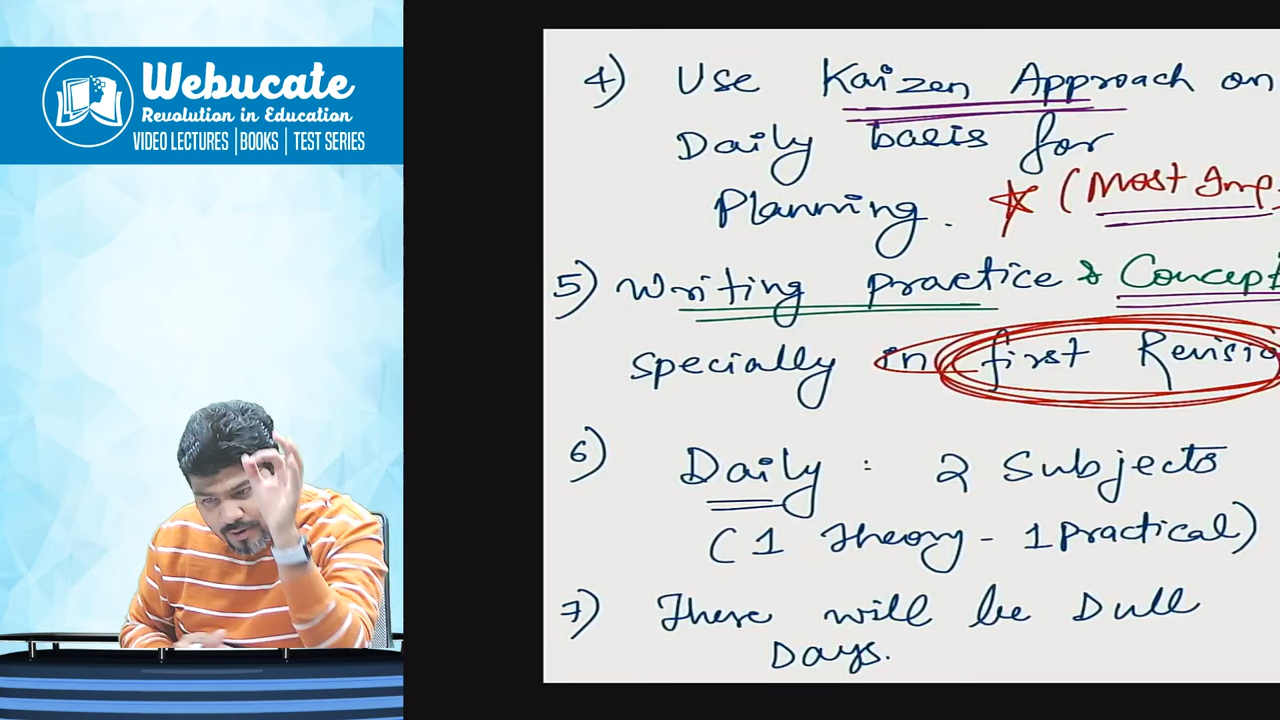 Webucate
Revolution in Education
VIDEO LECTURES | BOOKS | TEST SERIES
4) Use Kaizen Approach on
Daily basis for
Planning. (Most Imp.
5) Writing practice & Concept
specially in first Revisio
6) Daily : 2 Subjects
(1 Theory - 1 Practical)
7) There will be Dull
Days.